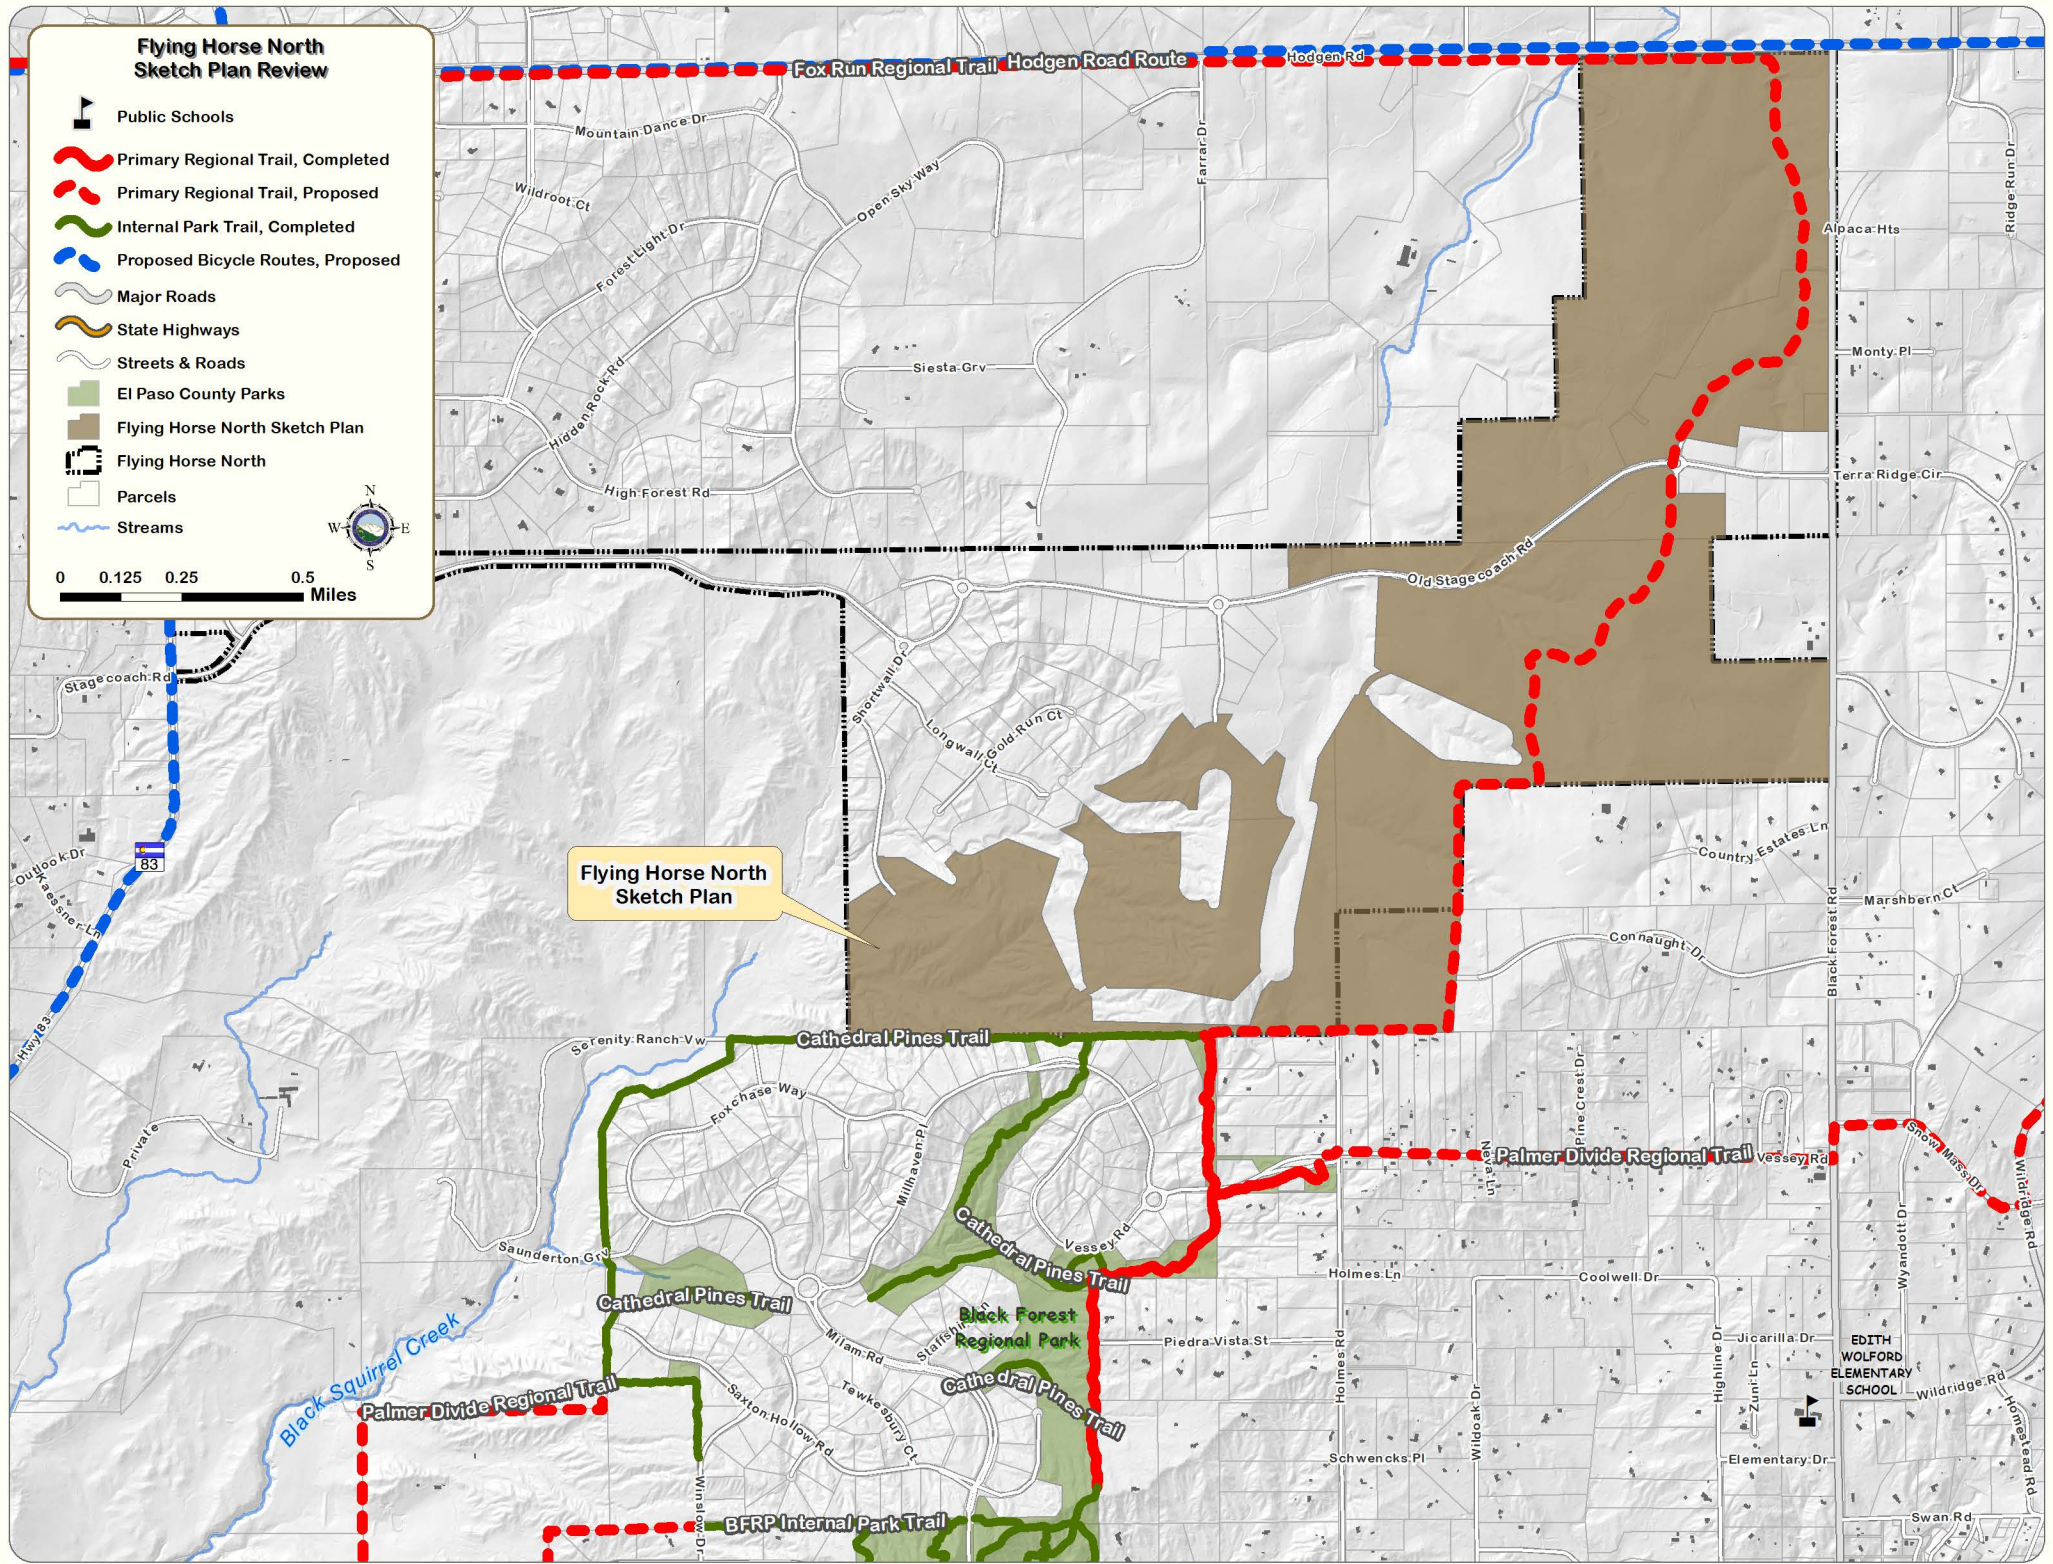 Flying Horse North
Sketch Plan Review
Public Schools
Primary Regional Trail, Completed
Primary Regional Trail, Proposed
Internal Park Trail, Completed
Proposed Bicycle Routes, Proposed
Major Roads
State Highways
Streets & Roads
El Paso County Parks
Flying Horse North Sketch Plan
Flying Horse North
Parcels
Streams
N
W
E
S
0 0.125 0.25 0.5
Miles
Fox Run Regional Trail
Hodgen Road Route
Hodgen Rd
Mountain Dance Dr
Wildroot Ct
Open Sky Way
Farrar Dr
Ridge Run Dr
Forest Light Dr
Alpaca Hts
Siesta Grv
Monty Pl
Hidden Rock Rd
High Forest Rd
Terra Ridge Cir
Old Stagecoach Rd
Stagecoach Rd
Shortwall Dr
Longwall Ct
Gold Run Ct
83
Outlook Dr
Kaessner Ln
Hwy 83
Flying Horse North
Sketch Plan
Country Estates Ln
Black Forest Rd
Marshbern Ct
Connaught Dr
Serenity Ranch Vw
Cathedral Pines Trail
Foxchase Way
Private
Millhaven Pl
Pine Crest Dr
Neva Ln
Palmer Divide Regional Trail
Vessey Rd
Snow Massy Dr
Wildridge Rd
Wyandott Dr
Saunderton Grv
Cathedral Pines Trail
Cathedral Pines Trail
Vessey Rd
Holmes Ln
Coolwell Dr
Black Forest
Regional Park
Milam Rd
Piedra Vista St
Holmes Rd
Highline Dr
Jicarilla Dr
Zuni Ln
EDITH
WOLFORD
ELEMENTARY
SCHOOL
Wildridge Rd
Homestead Rd
Black Squirrel Creek
Palmer Divide Regional Trail
Cathedral Pines Trail
Saxton Hollow Rd
Tewkesbury Ct
Wildoak Dr
Schwencks Pl
Elementary Dr
Winslow Dr
BFRP Internal Park Trail
Swan Rd